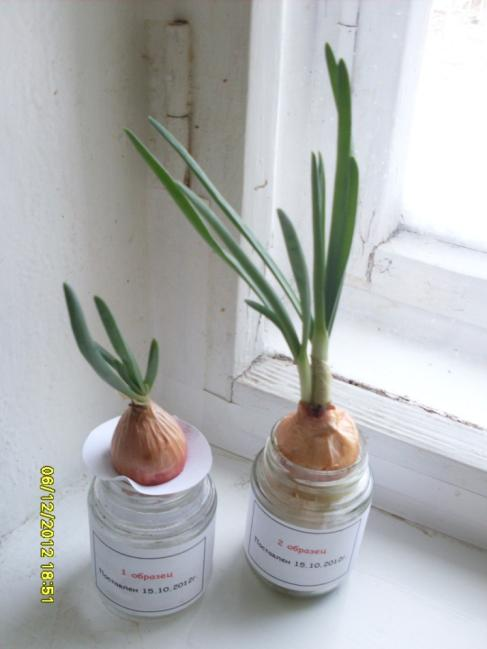 1 образец
Поставлен 15.10.2012г.
2 образец
Поставлен 15.10.2012г.
06/12/2012 18:51